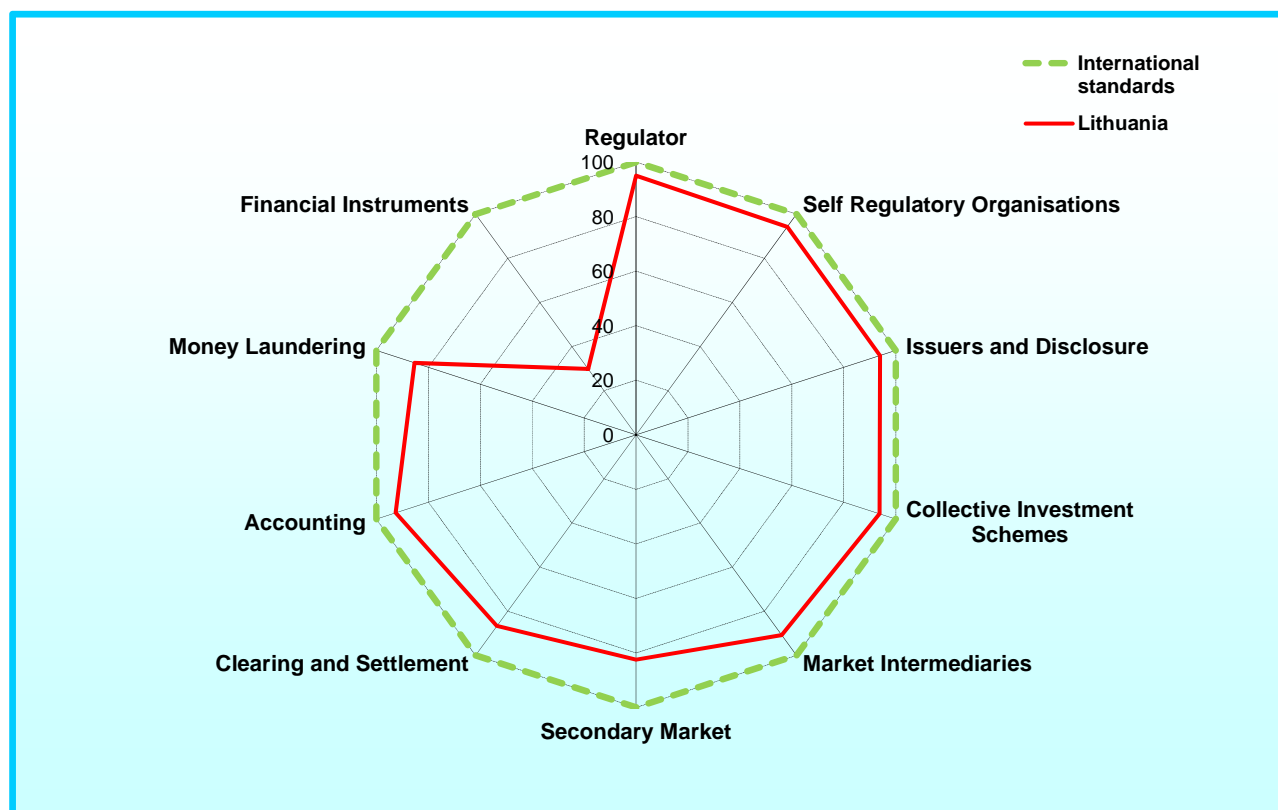 International
standards
Lithuania
Regulator
100
Financial Instruments
Self Regulatory Organisations
80
60
Money Laundering
Issuers and Disclosure
40
20
0
Accounting
Collective Investment
Schemes
Clearing and Settlement
Market Intermediaries
Secondary Market